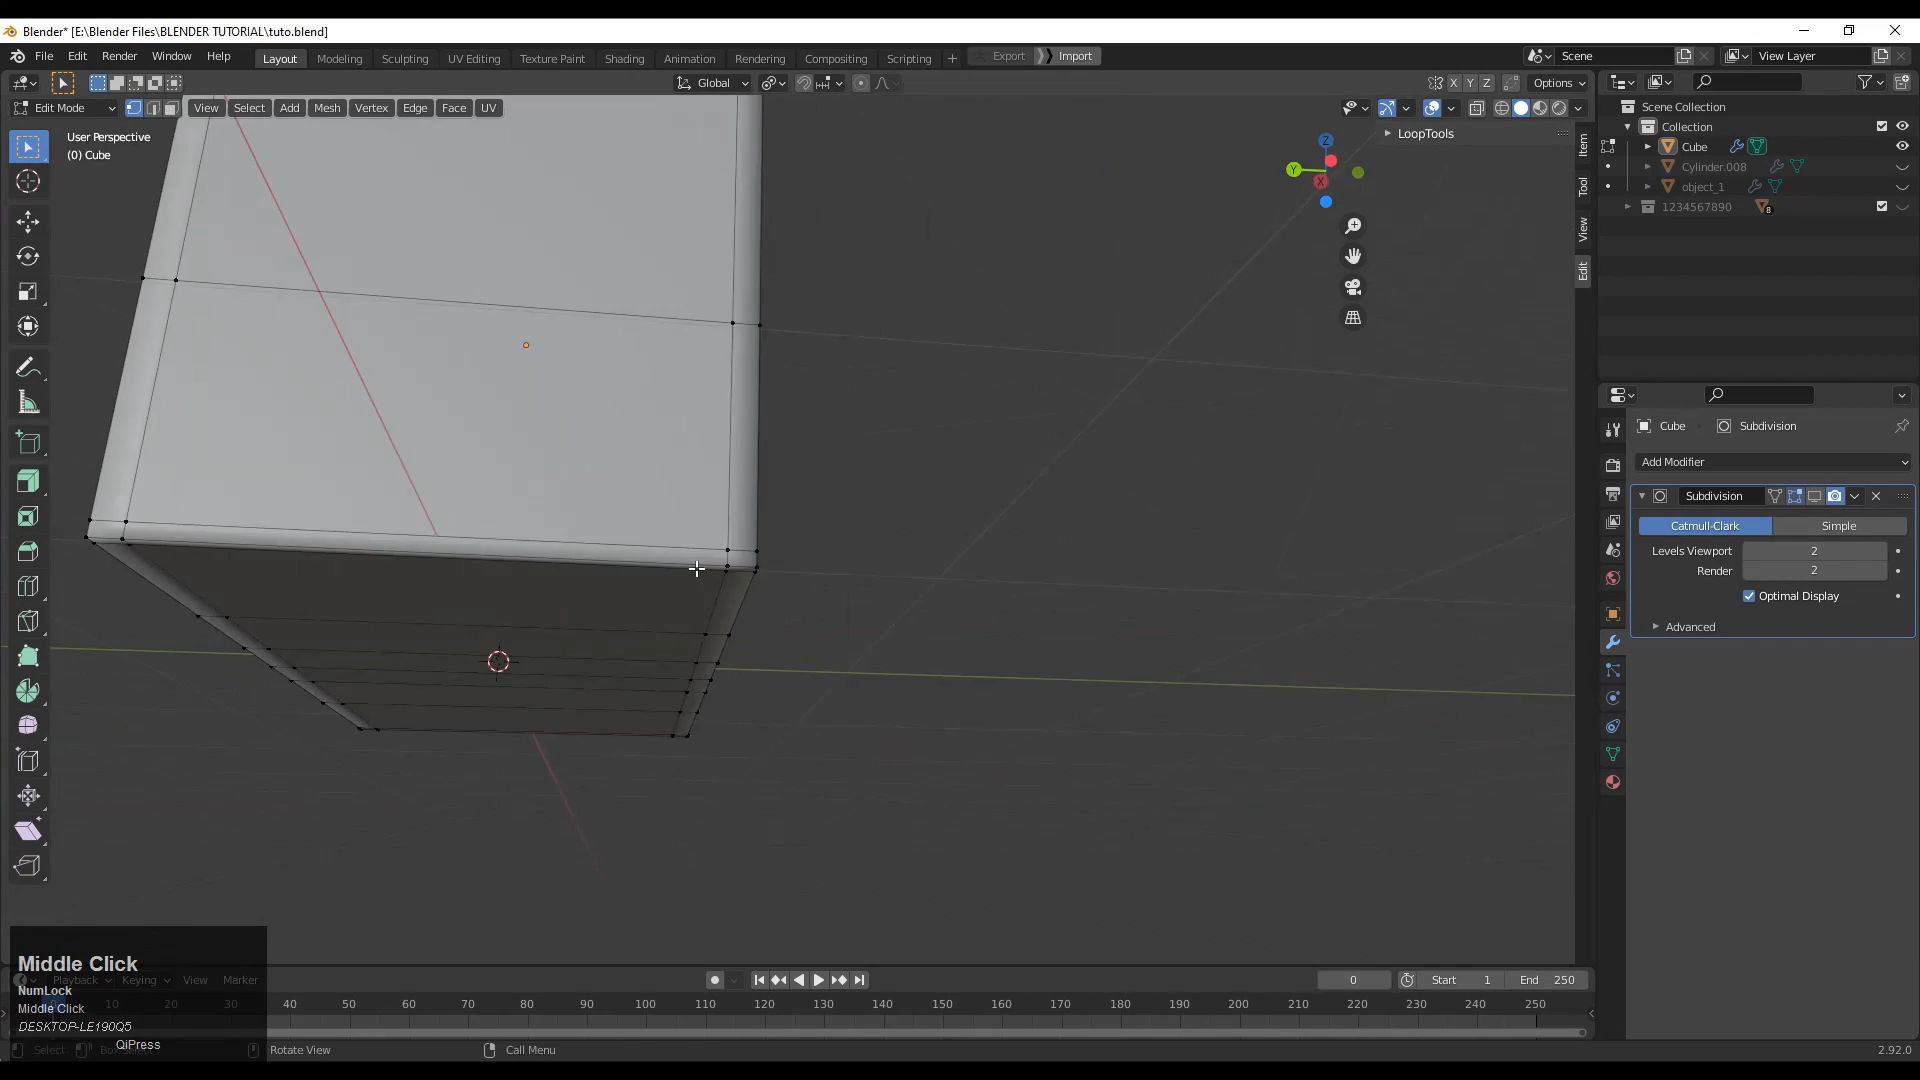 Blender* [E:\Blender Files\BLENDER TUTORIAL\tuto.blend]
File Edit Render Window Help Layout Modeling Sculpting UV Editing Texture Paint Shading Animation Rendering Compositing Scripting + Export Import Scene View Layer
Global X Y Z Options
Edit Mode View Select Add Mesh Vertex Edge Face UV
User Perspective
(0) Cube
LoopTools
Item
Tool
View
Edit
Z
Y
X
Scene Collection
Collection
Cube
Cylinder.008
object_1
1234567890 8
Cube Subdivision
Add Modifier
Subdivision
Catmull-Clark Simple
Levels Viewport 2
Render 2
Optimal Display
Advanced
Middle Click
NumLock
Middle Click
DESKTOP-LE190Q5
QiPress
Playback Keying View Marker 0 Start 1 End 250
0 10 20 30 40 50 60 70 80 90 100 110 120 130 140 150 160 170 180 190 200 210 220 230 240 250
Select Box Select Rotate View Call Menu 2.92.0